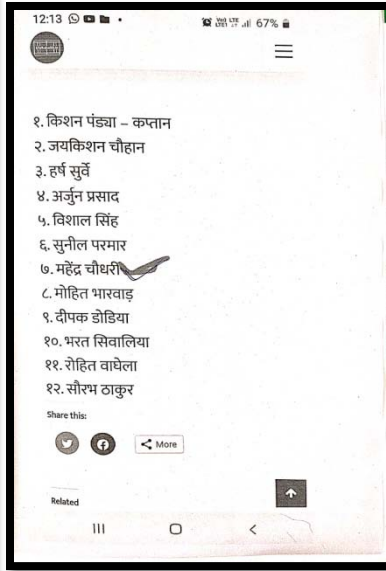 12:13
67%
१. किशन पंड्या – कप्तान
२. जयकिशन चौहान
३. हर्ष सुर्वे
४. अर्जुन प्रसाद
५. विशाल सिंह
६. सुनील परमार
७. महेंद्र चौधरी
८. मोहित भारवाड़
९. दीपक डोडिया
१०. भरत सिवालिया
११. रोहित वाघेला
१२. सौरभ ठाकुर
Share this:
More
Related